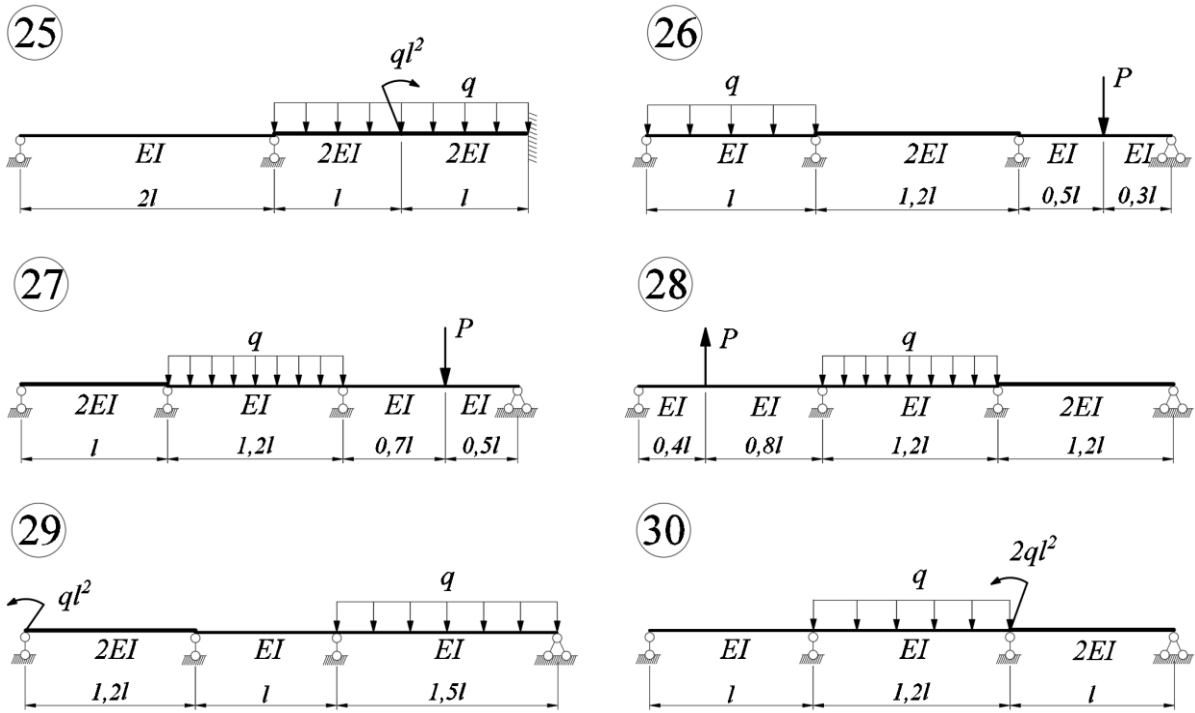 25
ql²
q
EI
2EI
2EI
2l
l
l
26
q
P
EI
2EI
EI
EI
l
1,2l
0,5l
0,3l
27
q
P
2EI
EI
EI
EI
l
1,2l
0,7l
0,5l
28
P
q
EI
EI
EI
2EI
0,4l
0,8l
1,2l
1,2l
29
ql²
q
2EI
EI
EI
1,2l
l
1,5l
30
2ql²
q
EI
EI
2EI
l
1,2l
l